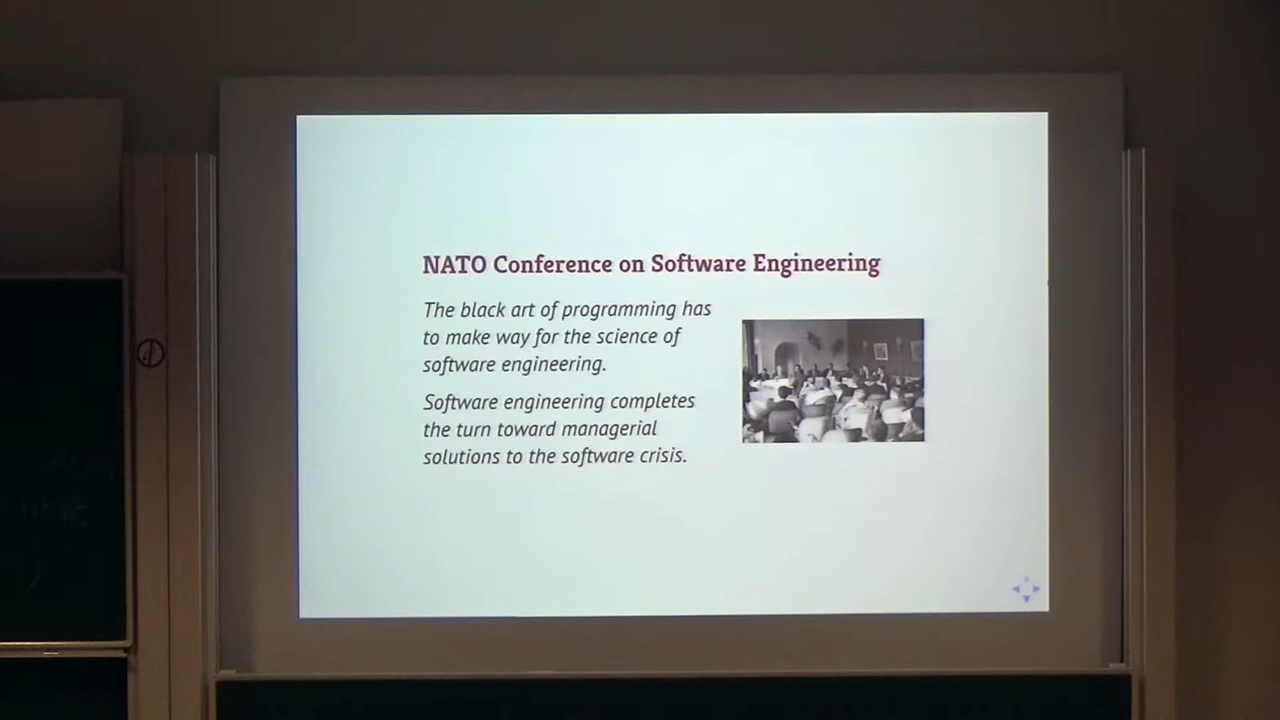 NATO Conference on Software Engineering
The black art of programming has
to make way for the science of
software engineering.
Software engineering completes
the turn toward managerial
solutions to the software crisis.